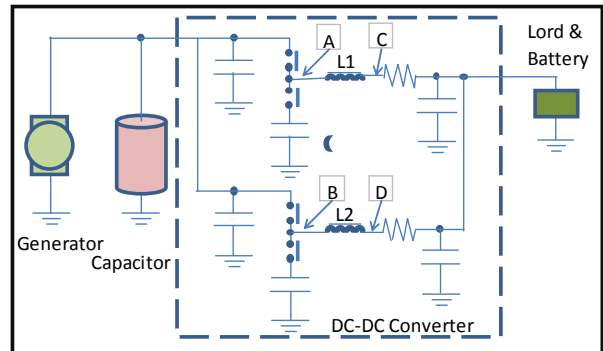 A
C
L1
Lord &
Battery
B
D
L2
Generator
Capacitor
DC-DC Converter